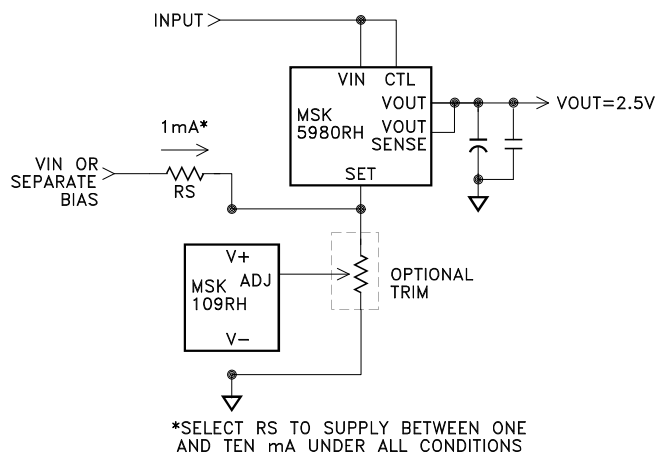 INPUT
VIN CTL
MSK
5980RH
VOUT
VOUT
SENSE
SET
VOUT=2.5V
1mA*
VIN OR
SEPARATE
BIAS
RS
V+
ADJ
MSK
109RH
V-
OPTIONAL
TRIM
*SELECT RS TO SUPPLY BETWEEN ONE
AND TEN mA UNDER ALL CONDITIONS